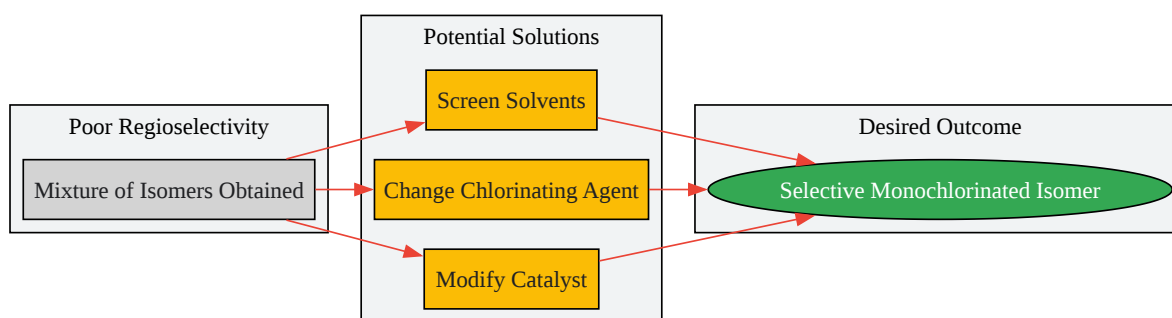 Poor Regioselectivity
Mixture of Isomers Obtained
Potential Solutions
Screen Solvents
Change Chlorinating Agent
Modify Catalyst
Desired Outcome
Selective Monochlorinated Isomer